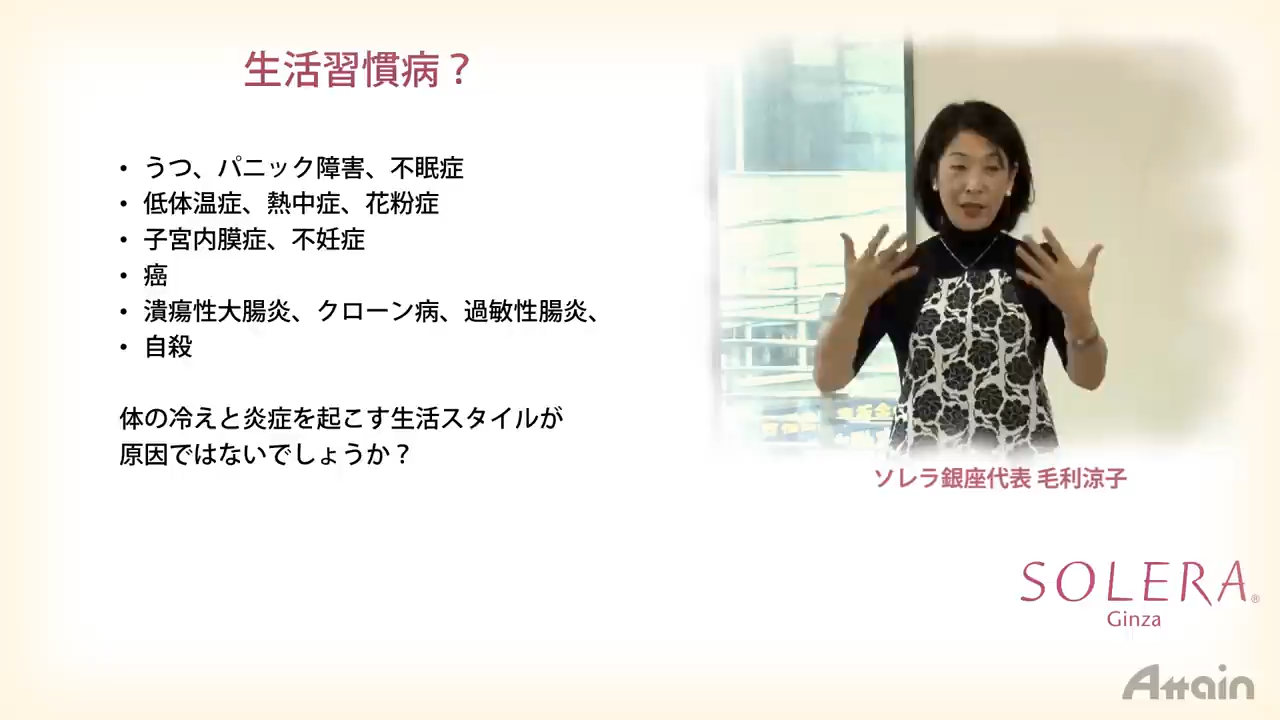 生活習慣病？
• うつ、パニック障害、不眠症
• 低体温症、熱中症、花粉症
• 子宮内膜症、不妊症
• 癌
• 潰瘍性大腸炎、クローン病、過敏性腸炎、
• 自殺
体の冷えと炎症を起こす生活スタイルが
原因ではないでしょうか？
ソレラ銀座代表 毛利涼子
SOLERA®
Ginza
Attain